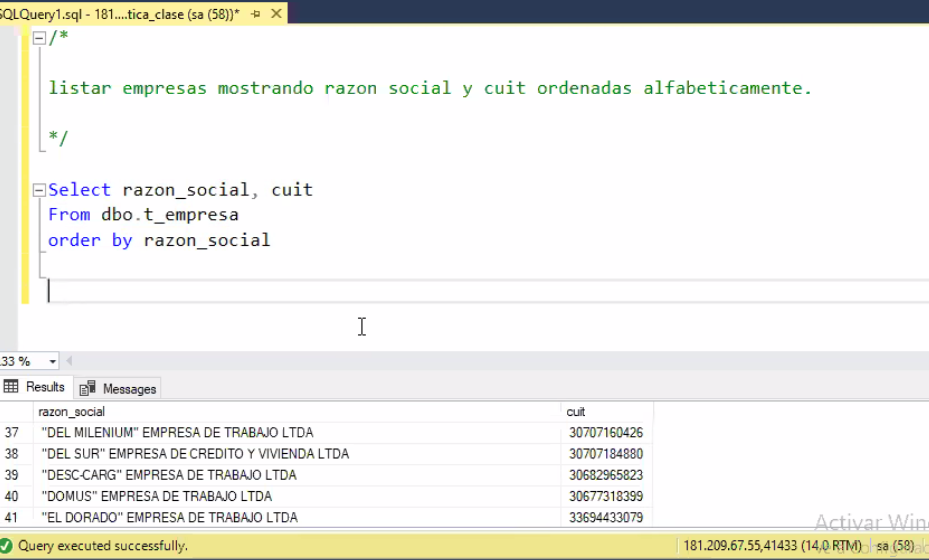 SQLQuery1.sql - 181....tica_clase (sa (58))*
/*
listar empresas mostrando razon social y cuit ordenadas alfabeticamente.
*/
Select razon_social, cuit
From dbo.t_empresa
order by razon_social
.33 %
Results Messages
razon_social cuit
37 "DEL MILENIUM" EMPRESA DE TRABAJO LTDA 30707160426
38 "DEL SUR" EMPRESA DE CREDITO Y VIVIENDA LTDA 30707184880
39 "DESC-CARG" EMPRESA DE TRABAJO LTDA 30682965823
40 "DOMUS" EMPRESA DE TRABAJO LTDA 30677318399
41 "EL DORADO" EMPRESA DE TRABAJO LTDA 33694433079
Activar Win
Query executed successfully. 181.209.67.55,41433 (14.0 RTM) sa (58)